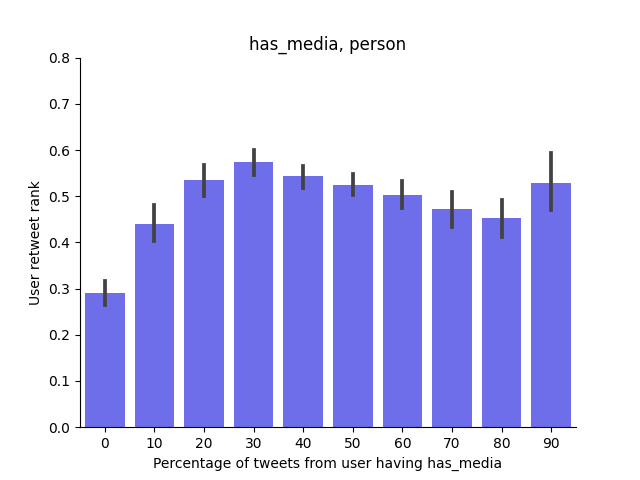 has_media, person
0.8
0.7
0.6
0.5
0.4
0.3
0.2
0.1
0.0
User retweet rank
0 10 20 30 40 50 60 70 80 90
Percentage of tweets from user having has_media